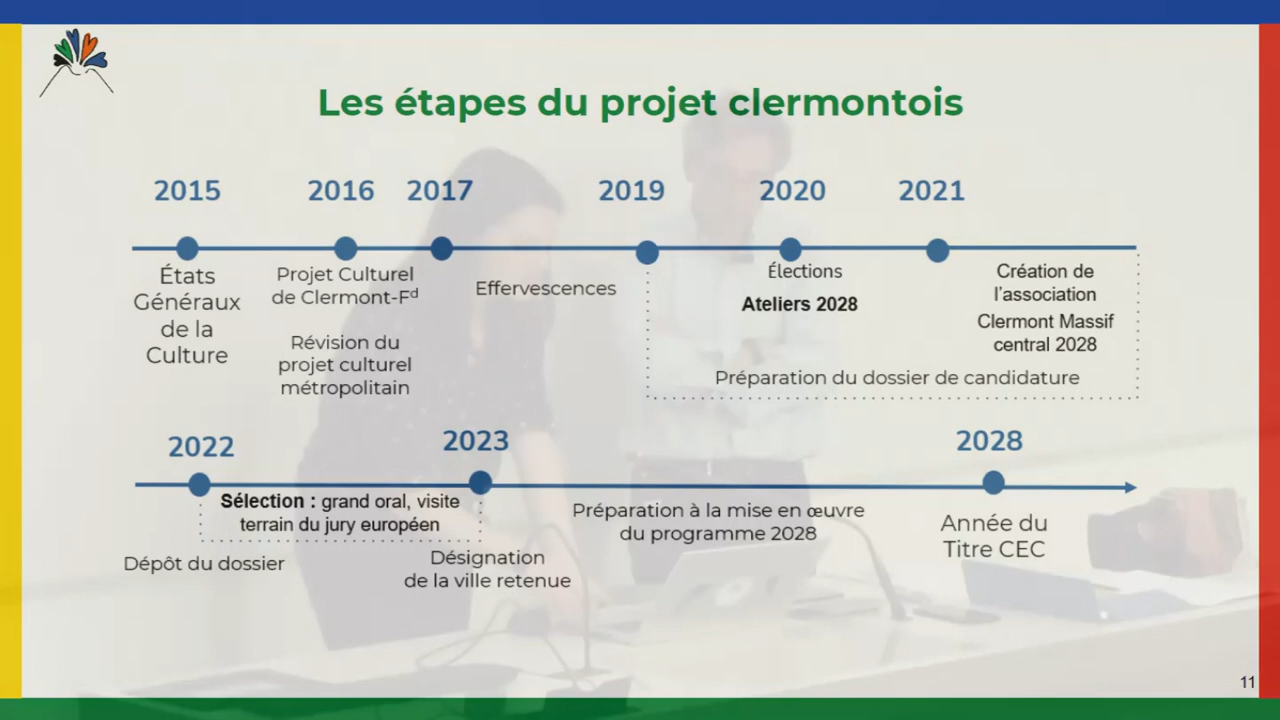 Les étapes du projet clermontois
2015
2016
2017
2019
2020
2021
États
Généraux
de la
Culture
Projet Culturel
de Clermont-Fd
Révision du
projet culturel
métropolitain
Effervescences
Élections
Ateliers 2028
Création de
l'association
Clermont Massif
central 2028
Préparation du dossier de candidature
2022
2023
2028
Sélection : grand oral, visite
terrain du jury européen
Dépôt du dossier
Désignation
de la ville retenue
Préparation à la mise en œuvre
du programme 2028
Année du
Titre CEC
11